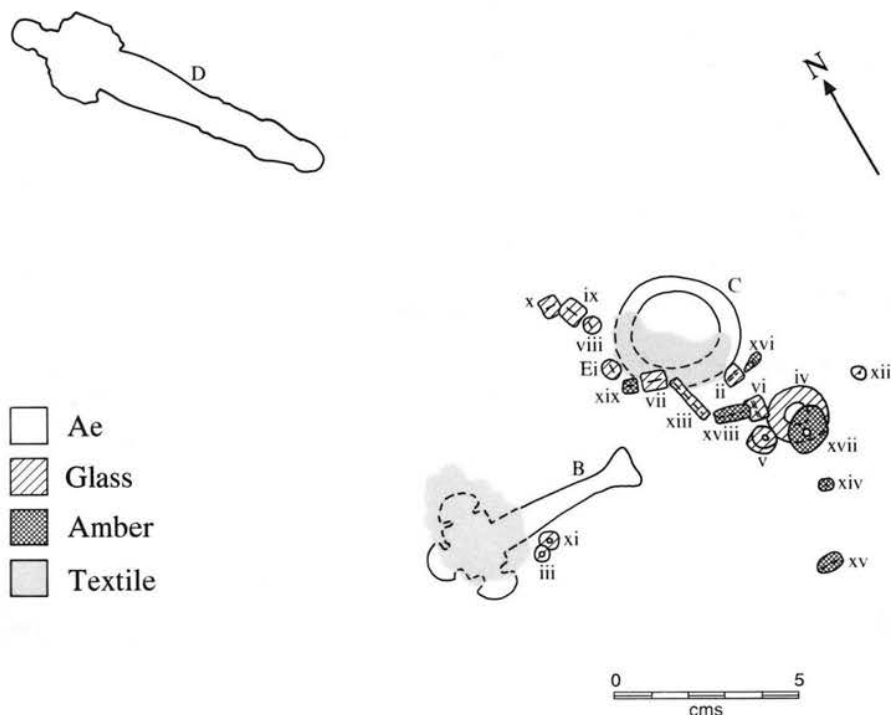 D
N
C
x
ix
viii
xvi
Ei
xix
vii
ii
vi
iv
xii
xiii
xviii
v
xvii
B
xiv
xi
iii
xv
Ae
Glass
Amber
Textile
0 5
cms